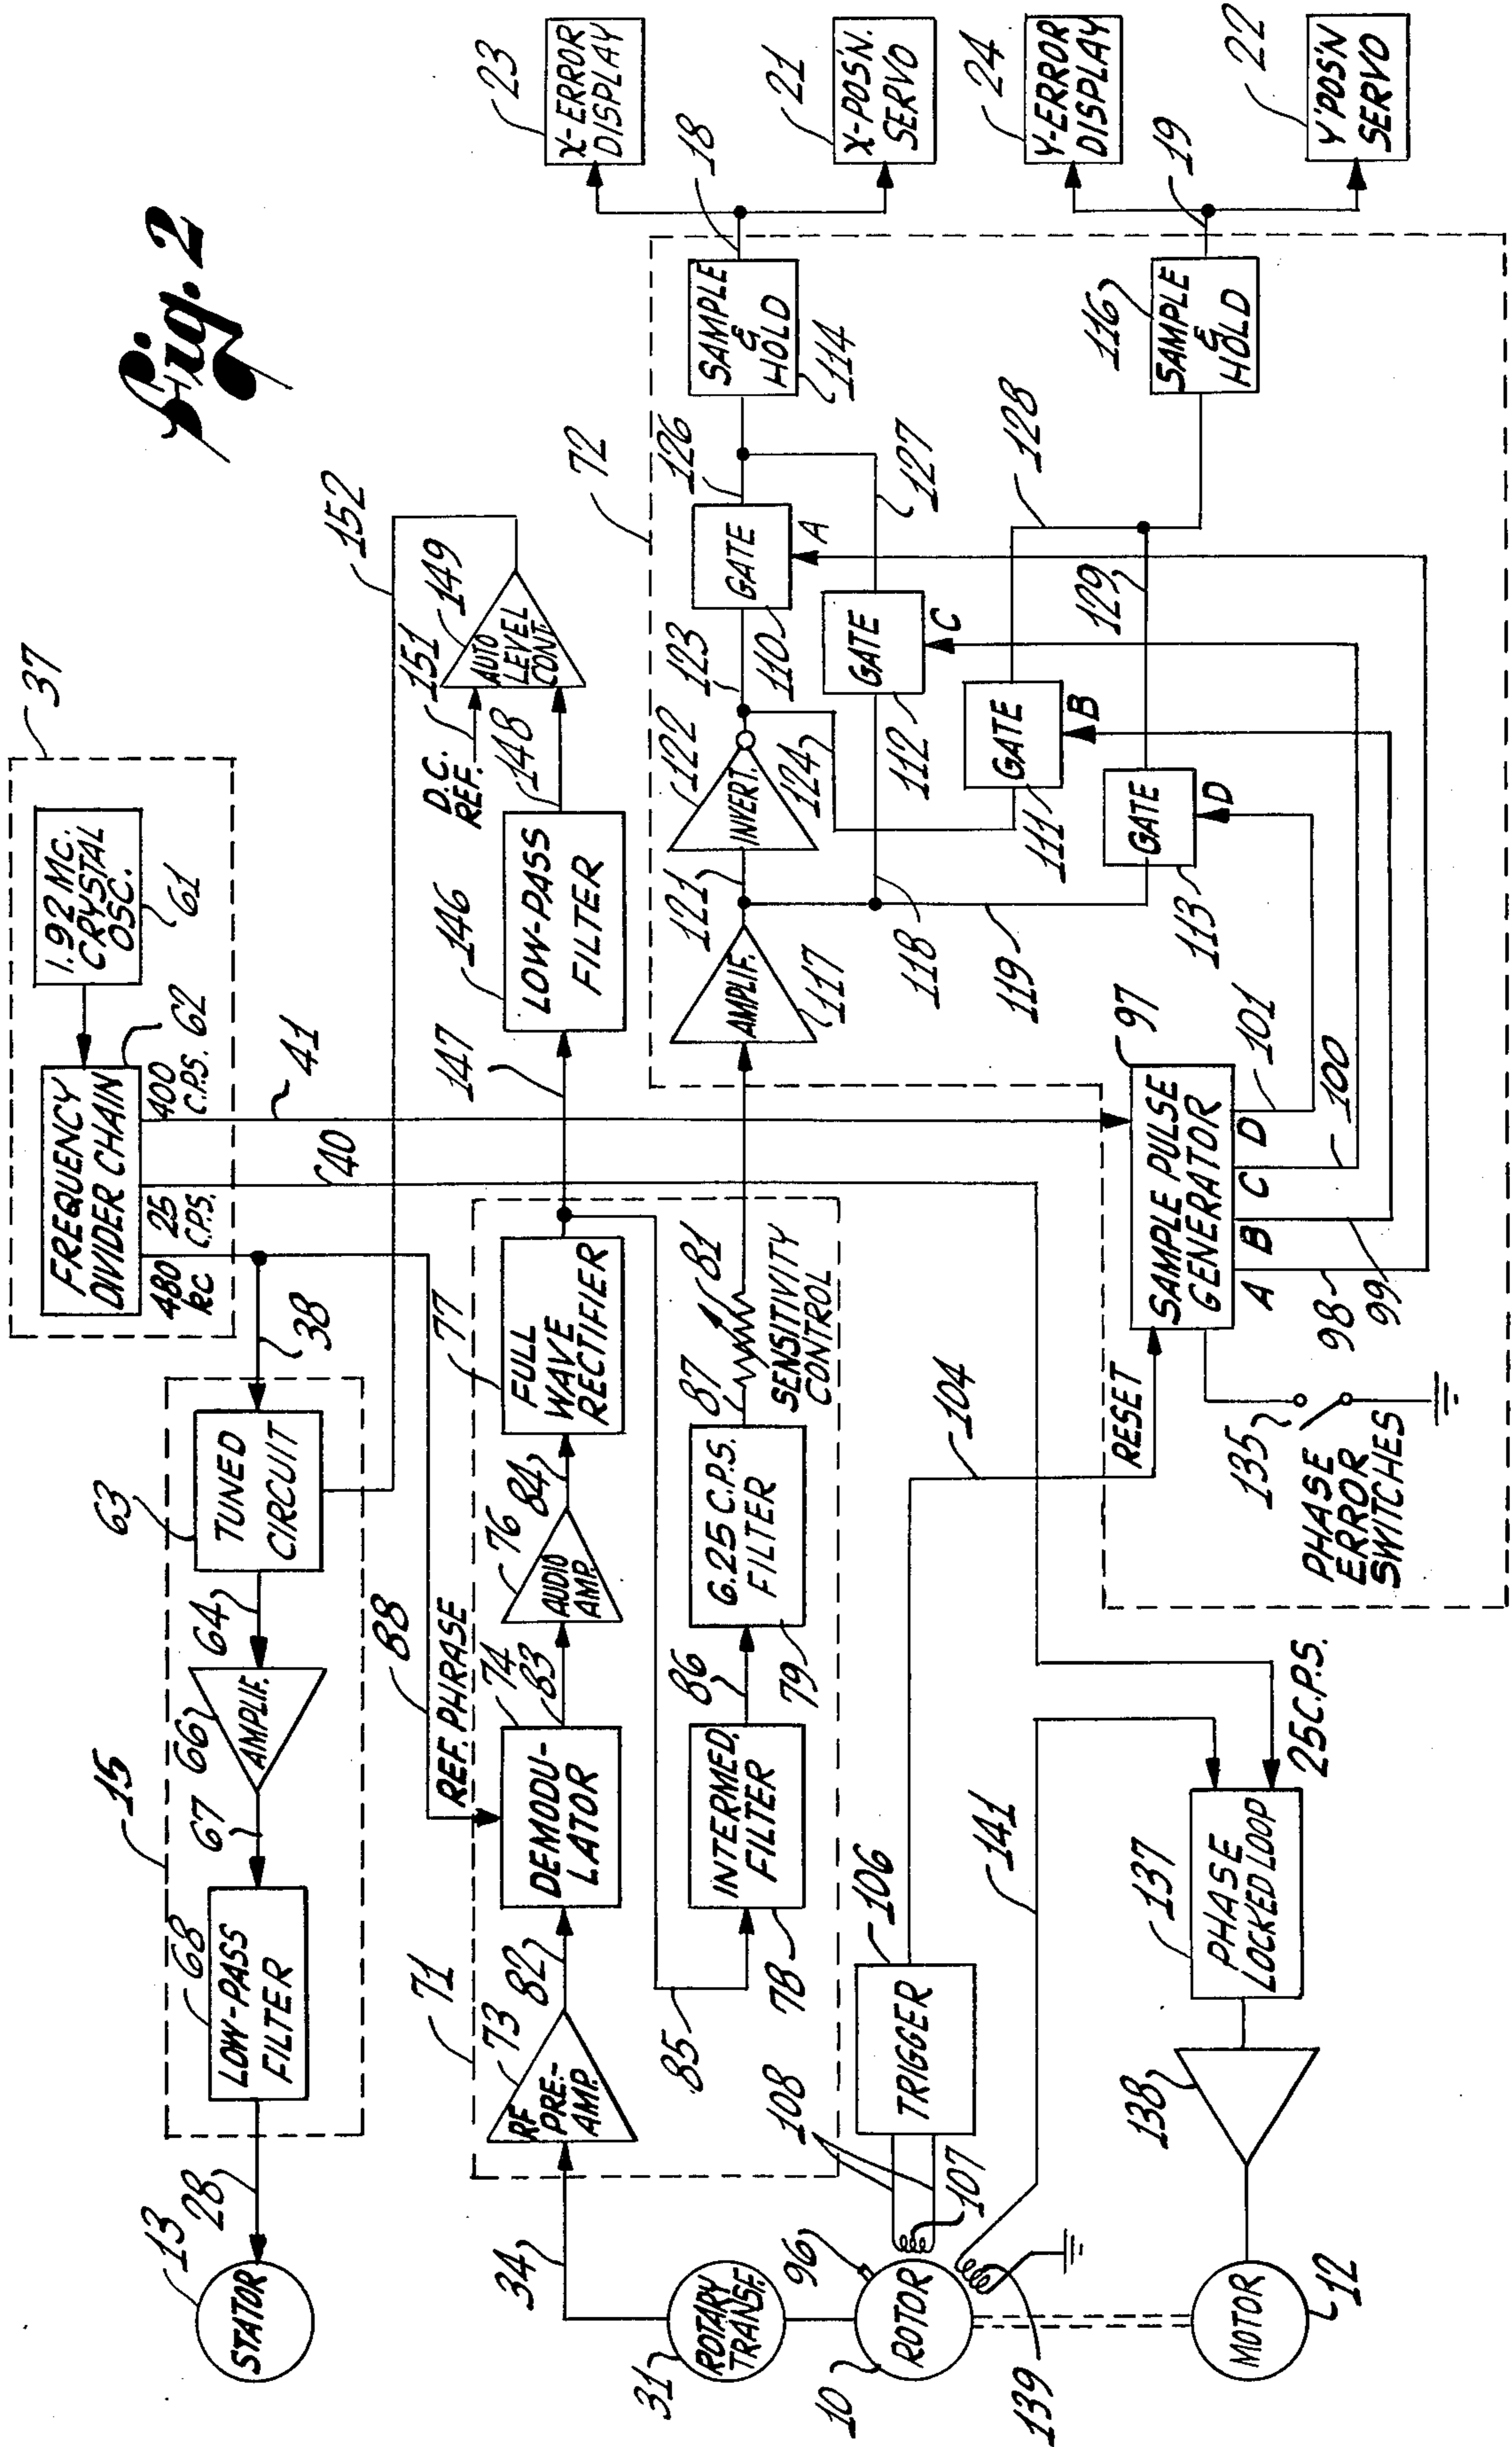 Fig. 2
37
1.92 MC.
CRYSTAL
OSC.
61
FREQUENCY
DIVIDER CHAIN
62
480
KC
25
C.P.S.
400
C.P.S.
38
40
41
152
15
63
TUNED
CIRCUIT
64
66
AMPLIF.
67
68
LOW-PASS
FILTER
28
13
STATOR
88
REF. PHRASE
71
34
73
RF
PRE-
AMP.
82
74
DEMODU-
LATOR
83
76
AUDIO
AMP.
84
77
FULL
WAVE
RECTIFIER
147
146
LOW-PASS
FILTER
148
D.C.
REF.
151
149
AUTO
LEVEL
CONT.
85
78
INTERMED.
FILTER
86
79
6.25 C.P.S.
FILTER
87
81
SENSITIVITY
CONTROL
72
117
AMPLIF.
121
122
INVERT.
123
124
118
119
110
GATE
A
126
127
112
GATE
C
111
GATE
B
128
113
GATE
D
129
SAMPLE
&
HOLD
114
116
SAMPLE
&
HOLD
18
19
23
X-ERROR
DISPLAY
21
X-POS'N.
SERVO
24
Y-ERROR
DISPLAY
22
Y'POS'N
SERVO
97
SAMPLE PULSE
GENERATOR
A B C D
98
99
100
101
RESET
104
135
PHASE
ERROR
SWITCHES
31
ROTARY
TRANSF.
96
10
ROTOR
108
107
106
TRIGGER
139
141
25C.P.S.
137
PHASE
LOCKED LOOP
138
MOTOR
12